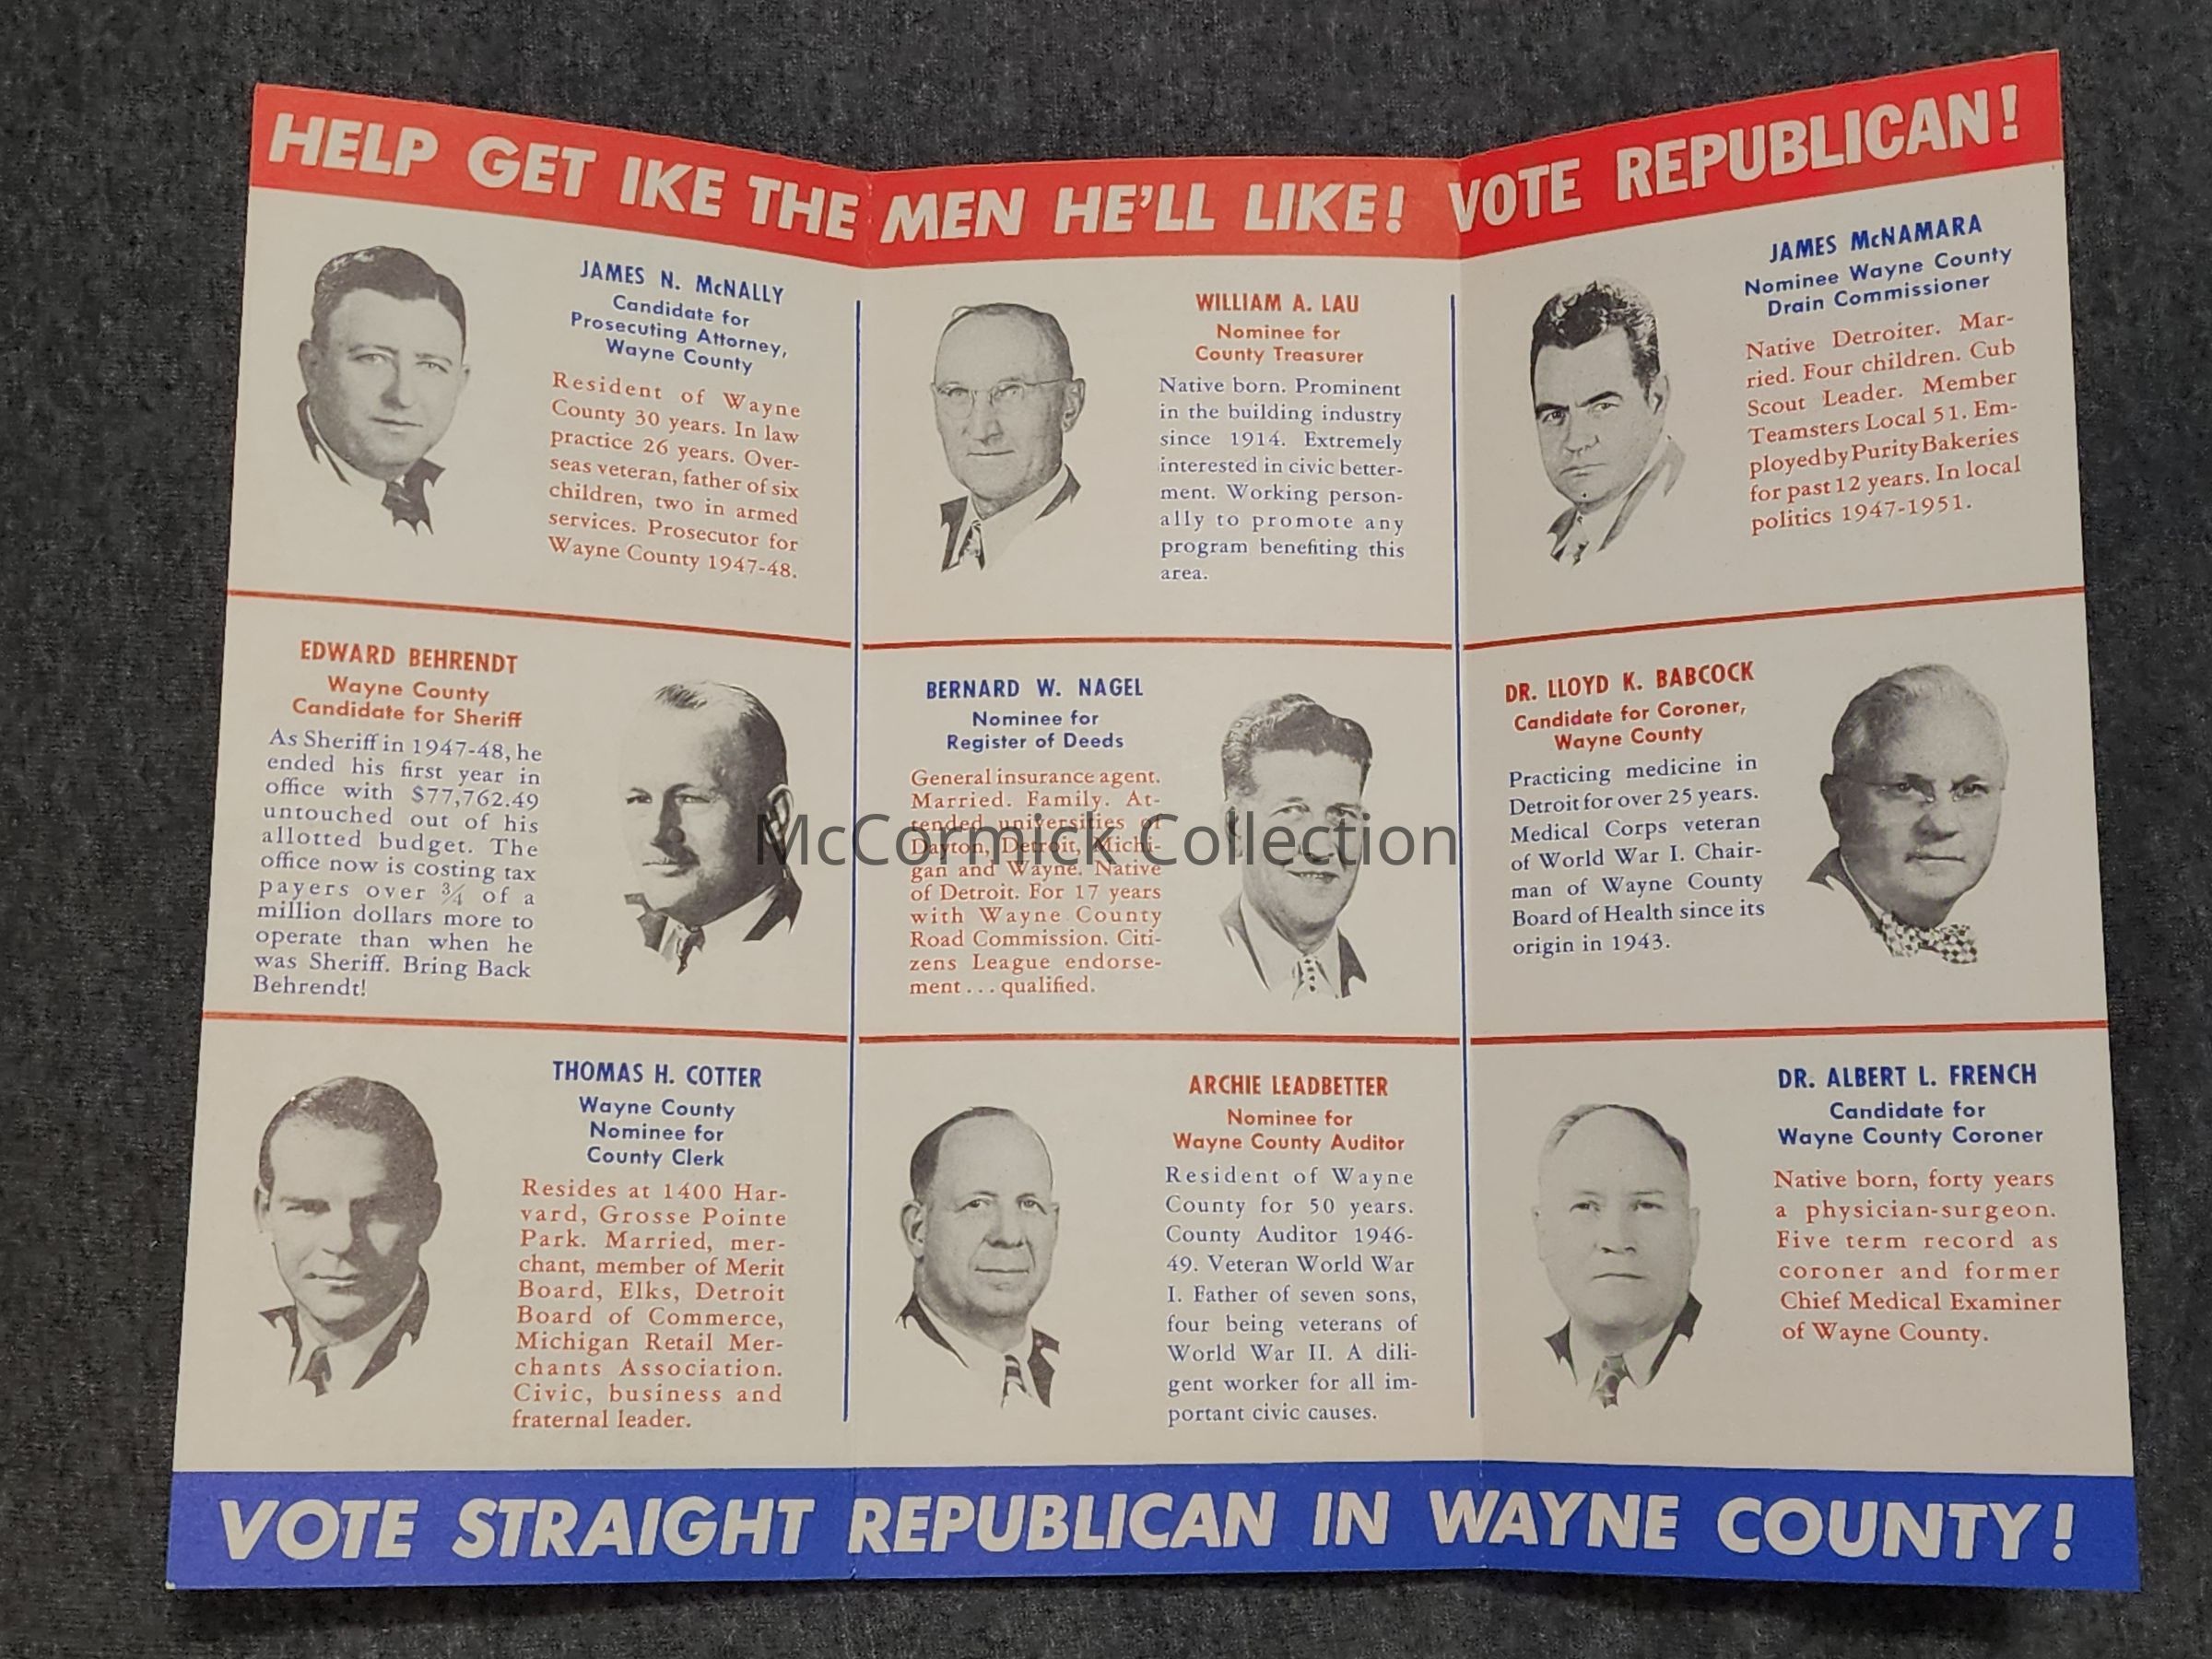 HELP GET IKE THE MEN HE'LL LIKE! VOTE REPUBLICAN!
JAMES N. McNALLY
Candidate for
Prosecuting Attorney,
Wayne County
Resident of Wayne
County 30 years. In law
practice 26 years. Over-
seas veteran, father of six
children, two in armed
services. Prosecutor for
Wayne County 1947-48.
EDWARD BEHRENDT
Wayne County
Candidate for Sheriff
As Sheriff in 1947-48, he
ended his first year in
office with $77,762.49
untouched out of his
allotted budget. The
office now is costing tax
payers over ¾ of a
million dollars more to
operate than when he
was Sheriff. Bring Back
Behrendt!
THOMAS H. COTTER
Wayne County
Nominee for
County Clerk
Resides at 1400 Har-
vard, Grosse Pointe
Park. Married, mer-
chant, member of Merit
Board, Elks, Detroit
Board of Commerce,
Michigan Retail Mer-
chants Association.
Civic, business and
fraternal leader.
WILLIAM A. LAU
Nominee for
County Treasurer
Native born. Prominent
in the building industry
since 1914. Extremely
interested in civic better-
ment. Working person-
ally to promote any
program benefiting this
area.
BERNARD W. NAGEL
Nominee for
Register of Deeds
General insurance agent.
Married. Family. At-
tended universities of
Dayton, Detroit, Michi-
gan and Wayne. Native
of Detroit. For 17 years
with Wayne County
Road Commission. Citi-
zens League endorse-
ment . . . qualified.
McCormick Collection
ARCHIE LEADBETTER
Nominee for
Wayne County Auditor
Resident of Wayne
County for 50 years.
County Auditor 1946-
49. Veteran World War
I. Father of seven sons,
four being veterans of
World War II. A dili-
gent worker for all im-
portant civic causes.
JAMES McNAMARA
Nominee Wayne County
Drain Commissioner
Native Detroiter. Mar-
ried. Four children. Cub
Scout Leader. Member
Teamsters Local 51. Em-
ployed by Purity Bakeries
for past 12 years. In local
politics 1947-1951.
DR. LLOYD K. BABCOCK
Candidate for Coroner,
Wayne County
Practicing medicine in
Detroit for over 25 years.
Medical Corps veteran
of World War I. Chair-
man of Wayne County
Board of Health since its
origin in 1943.
DR. ALBERT L. FRENCH
Candidate for
Wayne County Coroner
Native born, forty years
a physician-surgeon.
Five term record as
coroner and former
Chief Medical Examiner
of Wayne County.
VOTE STRAIGHT REPUBLICAN IN WAYNE COUNTY!